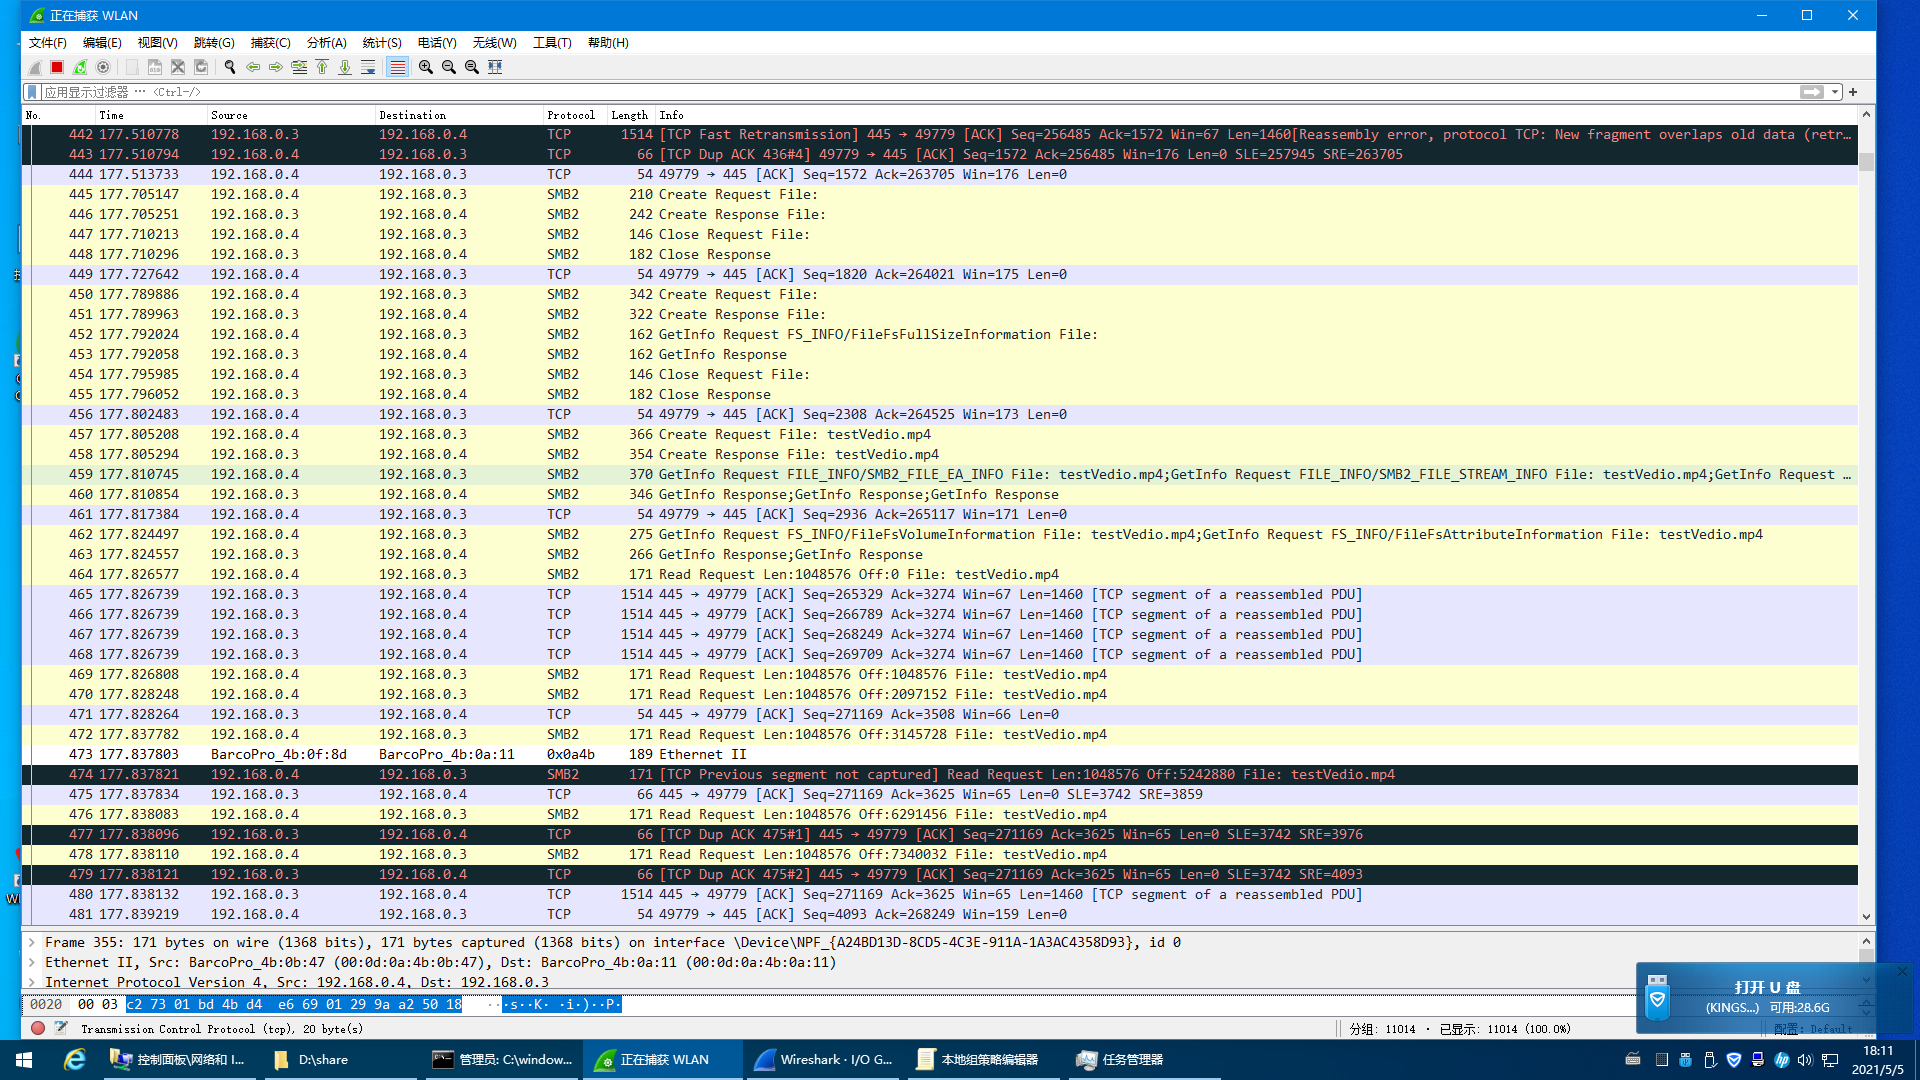 正在捕获 WLAN
文件(F) 编辑(E) 视图(V) 跳转(G) 捕获(C) 分析(A) 统计(S) 电话(Y) 无线(W) 工具(T) 帮助(H)
应用显示过滤器 … <Ctrl-/>
No. Time Source Destination Protocol Length Info
442 177.510778 192.168.0.3 192.168.0.4 TCP 1514 [TCP Fast Retransmission] 445 → 49779 [ACK] Seq=256485 Ack=1572 Win=67 Len=1460[Reassembly error, protocol TCP: New fragment overlaps old data (retr…
443 177.510794 192.168.0.3 192.168.0.4 TCP 66 [TCP Dup ACK 436#4] 49779 → 445 [ACK] Seq=1572 Ack=256485 Win=176 Len=0 SLE=257945 SRE=263705
444 177.513733 192.168.0.4 192.168.0.3 TCP 54 49779 → 445 [ACK] Seq=1572 Ack=263705 Win=176 Len=0
445 177.705147 192.168.0.4 192.168.0.3 SMB2 210 Create Request File:
446 177.705251 192.168.0.3 192.168.0.4 SMB2 242 Create Response File:
447 177.710213 192.168.0.4 192.168.0.3 SMB2 146 Close Request File:
448 177.710296 192.168.0.3 192.168.0.4 SMB2 182 Close Response
449 177.727642 192.168.0.4 192.168.0.3 TCP 54 49779 → 445 [ACK] Seq=1820 Ack=264021 Win=175 Len=0
450 177.789886 192.168.0.4 192.168.0.3 SMB2 342 Create Request File:
451 177.789963 192.168.0.3 192.168.0.4 SMB2 322 Create Response File:
452 177.792024 192.168.0.4 192.168.0.3 SMB2 162 GetInfo Request FS_INFO/FileFsFullSizeInformation File:
453 177.792058 192.168.0.3 192.168.0.4 SMB2 162 GetInfo Response
454 177.795985 192.168.0.4 192.168.0.3 SMB2 146 Close Request File:
455 177.796052 192.168.0.3 192.168.0.4 SMB2 182 Close Response
456 177.802483 192.168.0.4 192.168.0.3 TCP 54 49779 → 445 [ACK] Seq=2308 Ack=264525 Win=173 Len=0
457 177.805208 192.168.0.4 192.168.0.3 SMB2 366 Create Request File: testVedio.mp4
458 177.805294 192.168.0.3 192.168.0.4 SMB2 354 Create Response File: testVedio.mp4
459 177.810745 192.168.0.4 192.168.0.3 SMB2 370 GetInfo Request FILE_INFO/SMB2_FILE_EA_INFO File: testVedio.mp4;GetInfo Request FILE_INFO/SMB2_FILE_STREAM_INFO File: testVedio.mp4;GetInfo Request …
460 177.810854 192.168.0.3 192.168.0.4 SMB2 346 GetInfo Response;GetInfo Response;GetInfo Response
461 177.817384 192.168.0.4 192.168.0.3 TCP 54 49779 → 445 [ACK] Seq=2936 Ack=265117 Win=171 Len=0
462 177.824497 192.168.0.4 192.168.0.3 SMB2 275 GetInfo Request FS_INFO/FileFsVolumeInformation File: testVedio.mp4;GetInfo Request FS_INFO/FileFsAttributeInformation File: testVedio.mp4
463 177.824557 192.168.0.3 192.168.0.4 SMB2 266 GetInfo Response;GetInfo Response
464 177.826577 192.168.0.4 192.168.0.3 SMB2 171 Read Request Len:1048576 Off:0 File: testVedio.mp4
465 177.826739 192.168.0.3 192.168.0.4 TCP 1514 445 → 49779 [ACK] Seq=265329 Ack=3274 Win=67 Len=1460 [TCP segment of a reassembled PDU]
466 177.826739 192.168.0.3 192.168.0.4 TCP 1514 445 → 49779 [ACK] Seq=266789 Ack=3274 Win=67 Len=1460 [TCP segment of a reassembled PDU]
467 177.826739 192.168.0.3 192.168.0.4 TCP 1514 445 → 49779 [ACK] Seq=268249 Ack=3274 Win=67 Len=1460 [TCP segment of a reassembled PDU]
468 177.826739 192.168.0.3 192.168.0.4 TCP 1514 445 → 49779 [ACK] Seq=269709 Ack=3274 Win=67 Len=1460 [TCP segment of a reassembled PDU]
469 177.826808 192.168.0.4 192.168.0.3 SMB2 171 Read Request Len:1048576 Off:1048576 File: testVedio.mp4
470 177.828248 192.168.0.4 192.168.0.3 SMB2 171 Read Request Len:1048576 Off:2097152 File: testVedio.mp4
471 177.828264 192.168.0.3 192.168.0.4 TCP 54 445 → 49779 [ACK] Seq=271169 Ack=3508 Win=66 Len=0
472 177.837782 192.168.0.4 192.168.0.3 SMB2 171 Read Request Len:1048576 Off:3145728 File: testVedio.mp4
473 177.837803 BarcoPro_4b:0f:8d BarcoPro_4b:0a:11 0x0a4b 189 Ethernet II
474 177.837821 192.168.0.4 192.168.0.3 SMB2 171 [TCP Previous segment not captured] Read Request Len:1048576 Off:5242880 File: testVedio.mp4
475 177.837834 192.168.0.3 192.168.0.4 TCP 66 445 → 49779 [ACK] Seq=271169 Ack=3625 Win=65 Len=0 SLE=3742 SRE=3859
476 177.838083 192.168.0.4 192.168.0.3 SMB2 171 Read Request Len:1048576 Off:6291456 File: testVedio.mp4
477 177.838096 192.168.0.3 192.168.0.4 TCP 66 [TCP Dup ACK 475#1] 445 → 49779 [ACK] Seq=271169 Ack=3625 Win=65 Len=0 SLE=3742 SRE=3976
478 177.838110 192.168.0.4 192.168.0.3 SMB2 171 Read Request Len:1048576 Off:7340032 File: testVedio.mp4
479 177.838121 192.168.0.3 192.168.0.4 TCP 66 [TCP Dup ACK 475#2] 445 → 49779 [ACK] Seq=271169 Ack=3625 Win=65 Len=0 SLE=3742 SRE=4093
480 177.838132 192.168.0.3 192.168.0.4 TCP 1514 445 → 49779 [ACK] Seq=271169 Ack=3625 Win=65 Len=1460 [TCP segment of a reassembled PDU]
481 177.839219 192.168.0.4 192.168.0.3 TCP 54 49779 → 445 [ACK] Seq=4093 Ack=268249 Win=159 Len=0
Frame 355: 171 bytes on wire (1368 bits), 171 bytes captured (1368 bits) on interface \Device\NPF_{A24BD13D-8CD5-4C3E-911A-1A3AC4358D93}, id 0
Ethernet II, Src: BarcoPro_4b:0b:47 (00:0d:0a:4b:0b:47), Dst: BarcoPro_4b:0a:11 (00:0d:0a:4b:0a:11)
Internet Protocol Version 4, Src: 192.168.0.4, Dst: 192.168.0.3
0020 00 03 c2 73 01 bd 4b d4 e6 69 01 29 9a a2 50 18 ···s··K· ·i·)··P·
Transmission Control Protocol (tcp), 20 byte(s)
分组: 11014 · 已显示: 11014 (100.0%)
配置: Default
打开 U 盘
(KINGS...) 可用:28.6G
控制面板\网络和 I...
D:\share
管理员: C:\window...
正在捕获 WLAN
Wireshark · I/O G...
本地组策略编辑器
任务管理器
18:11
2021/5/5